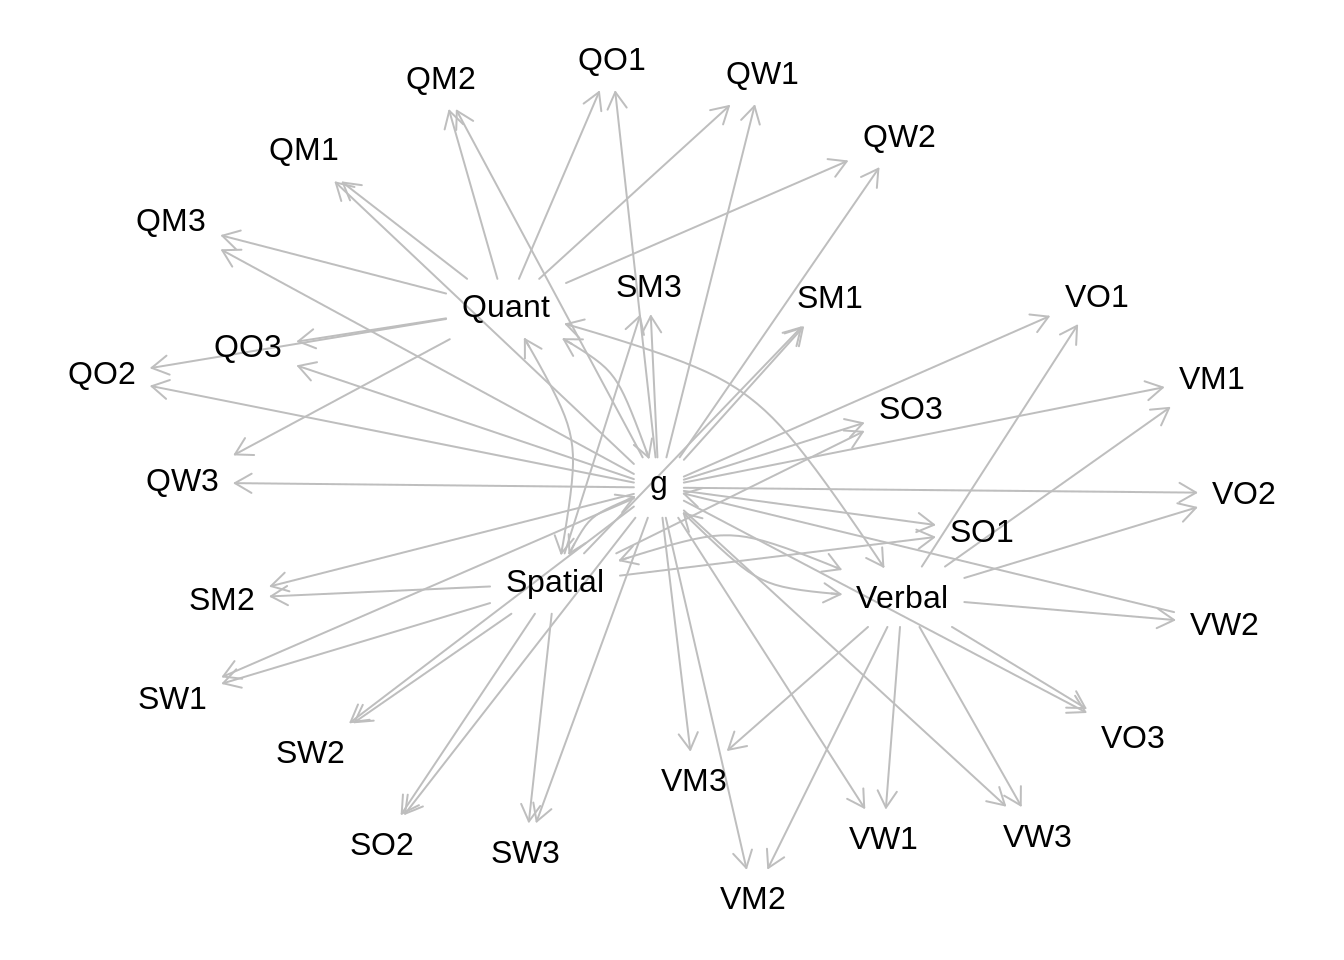 QO1
QW1
QM2
QW2
QM1
QM3
SM3
SM1
VO1
Quant
QO3
QO2
VM1
SO3
QW3
g
VO2
SO1
Spatial
SM2
Verbal
VW2
SW1
VO3
SW2
VM3
VW3
VW1
SO2
SW3
VM2